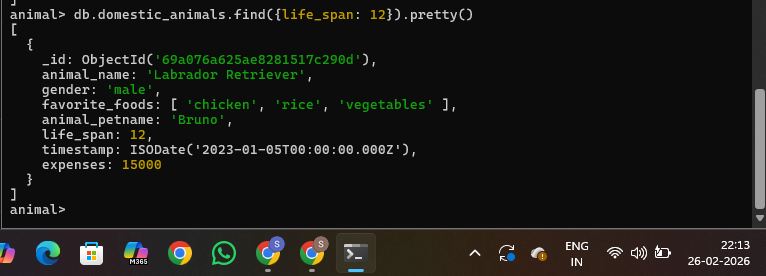 animal> db.domestic_animals.find({life_span: 12}).pretty()
[
  {
    _id: ObjectId('69a076a625ae8281517c290d'),
    animal_name: 'Labrador Retriever',
    gender: 'male',
    favorite_foods: [ 'chicken', 'rice', 'vegetables' ],
    animal_petname: 'Bruno',
    life_span: 12,
    timestamp: ISODate('2023-01-05T00:00:00.000Z'),
    expenses: 15000
  }
]
animal>
M365
S
S
ENG
IN
22:13
26-02-2026